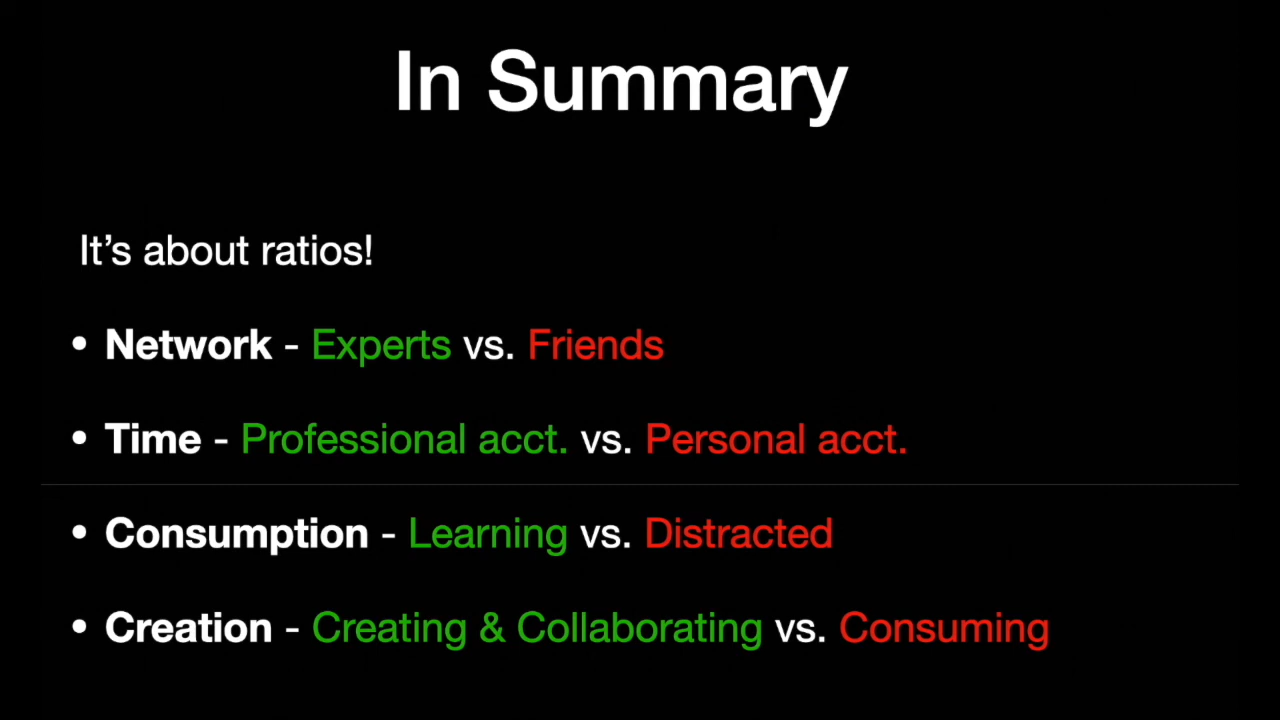 In Summary
It’s about ratios!
• Network - Experts vs. Friends
• Time - Professional acct. vs. Personal acct.
• Consumption - Learning vs. Distracted
• Creation - Creating & Collaborating vs. Consuming